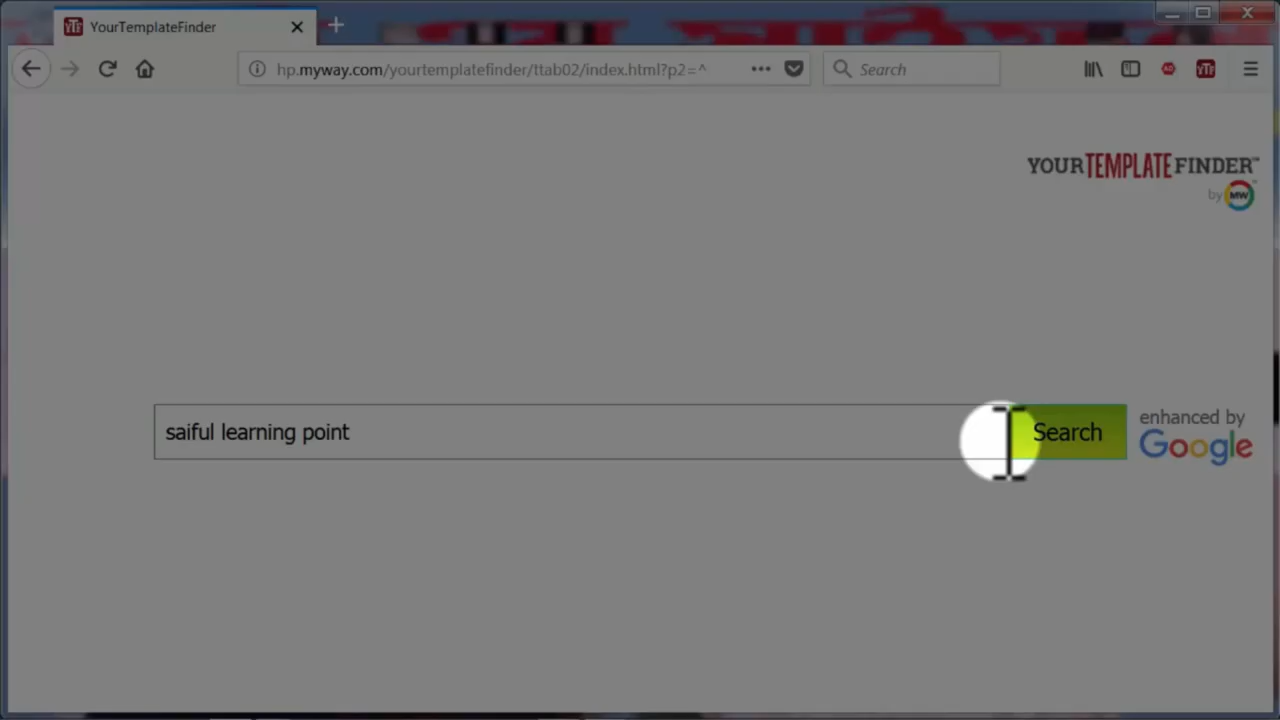 YourTemplateFinder
hp.myway.com/yourtemplatefinder/ttab02/index.html?p2=^
Search
YOURTEMPLATEFINDER™
by MW
saiful learning point
Search
enhanced by
Google